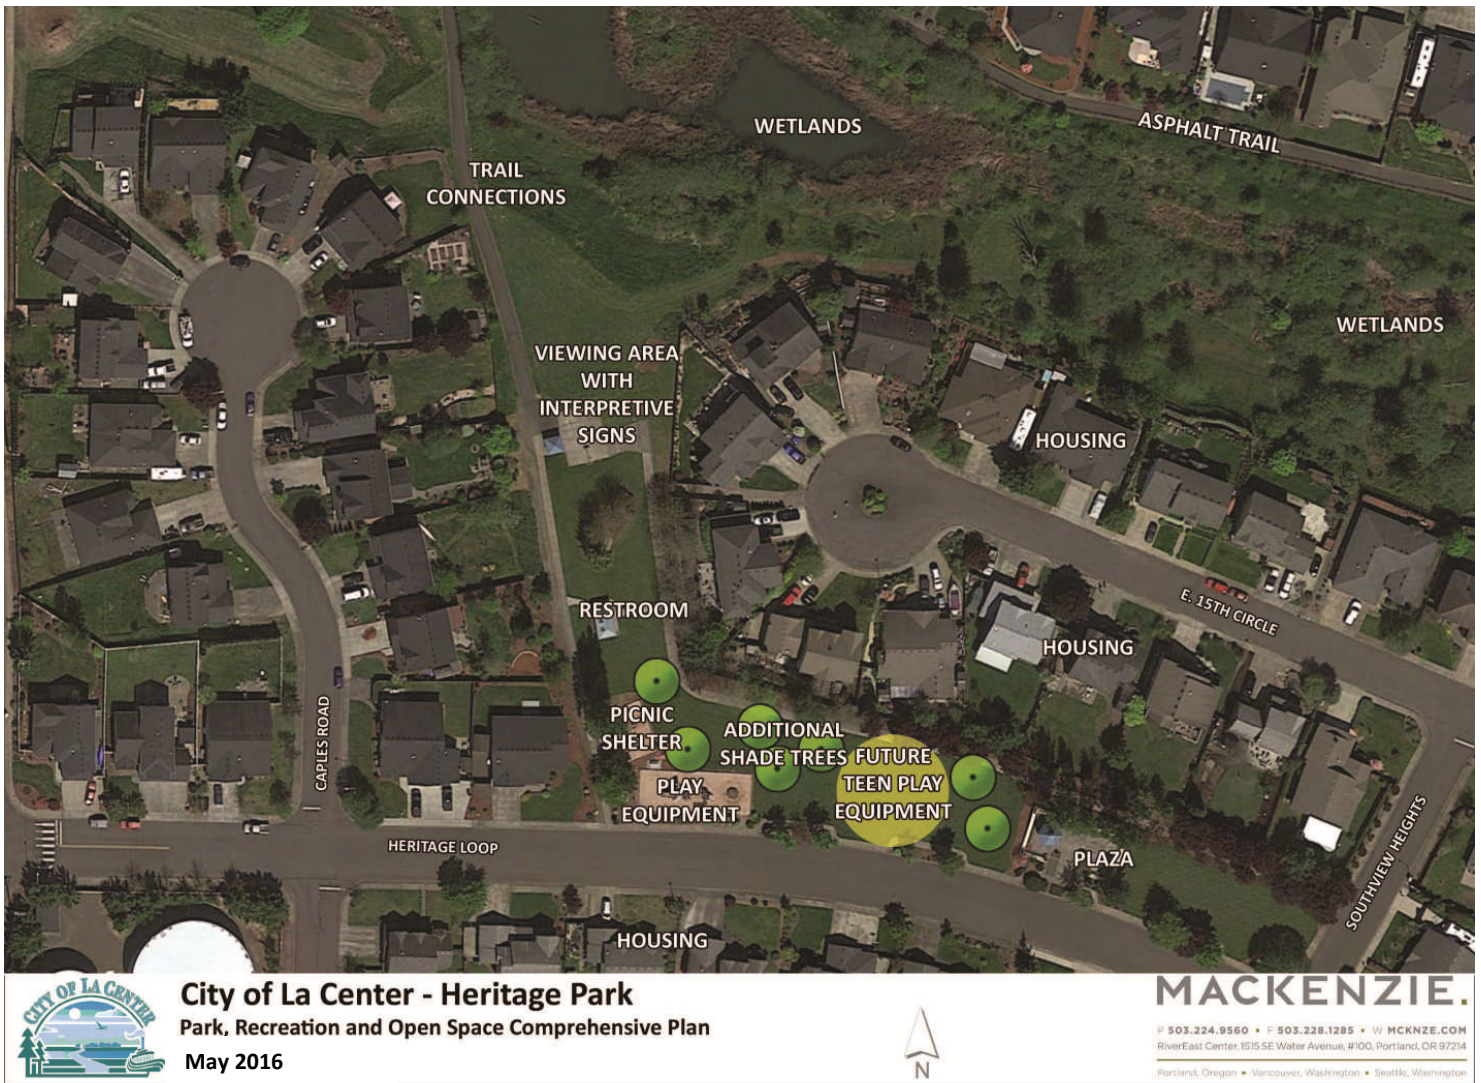 WETLANDS
ASPHALT TRAIL
TRAIL
CONNECTIONS
WETLANDS
VIEWING AREA
WITH
INTERPRETIVE
SIGNS
HOUSING
RESTROOM
E. 15TH CIRCLE
HOUSING
PICNIC
SHELTER
ADDITIONAL
SHADE TREES
FUTURE
TEEN PLAY
EQUIPMENT
PLAY
EQUIPMENT
CAPLES ROAD
HERITAGE LOOP
PLAZA
SOUTHVIEW HEIGHTS
HOUSING
CITY OF LA CENTER
City of La Center - Heritage Park
Park, Recreation and Open Space Comprehensive Plan
May 2016
N
MACKENZIE.
P 503.224.9560 • F 503.228.1285 • W MCKNZE.COM
RiverEast Center, 1515 SE Water Avenue, #100, Portland, OR 97214
Portland, Oregon • Vancouver, Washington • Seattle, Washington